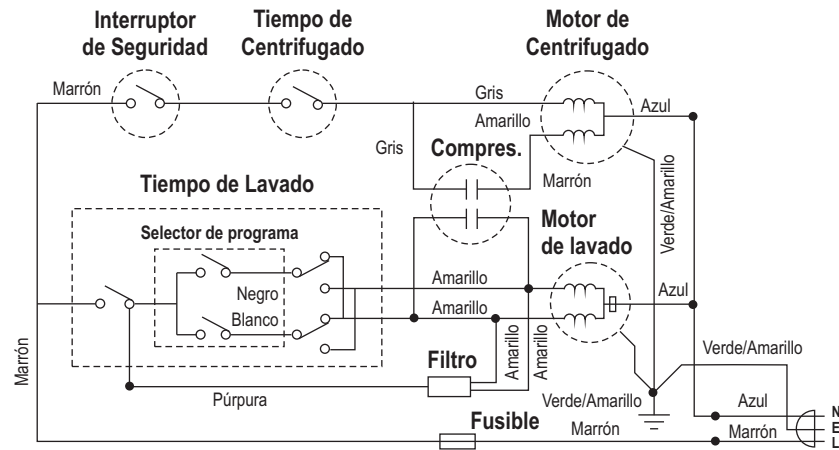 Interruptor
de Seguridad
Tiempo de
Centrifugado
Motor de
Centrifugado
Marrón
Gris
Azul
Amarillo
Gris
Compres.
Marrón
Verde/Amarillo
Tiempo de Lavado
Selector de programa
Motor
de lavado
Negro
Blanco
Amarillo
Amarillo
Azul
Marrón
Amarillo
Amarillo
Filtro
Púrpura
Verde/Amarillo
Verde/Amarillo
Fusible
Marrón
Azul
Marrón
N
E
L